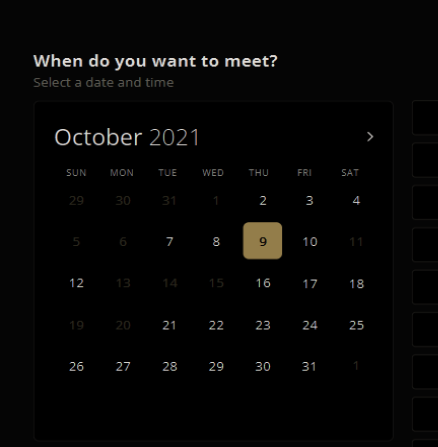 When do you want to meet?
Select a date and time
October 2021
SUN MON TUE WED THU FRI SAT
29 30 31 1 2 3 4
5 6 7 8 9 10 11
12 13 14 15 16 17 18
19 20 21 22 23 24 25
26 27 28 29 30 31 1